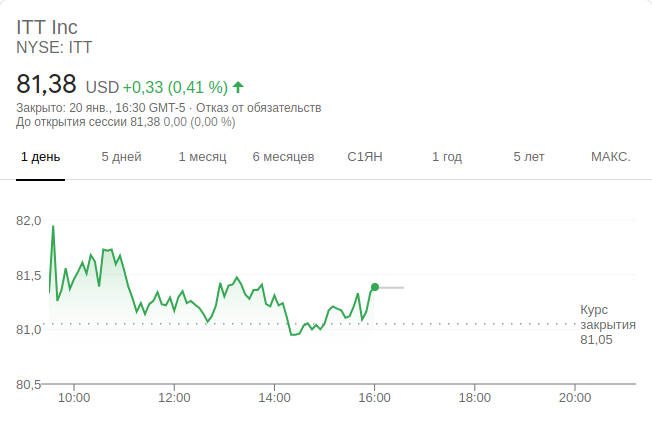 ITT Inc
NYSE: ITT
81,38 USD +0,33 (0,41 %)
Закрыто: 20 янв., 16:30 GMT-5 · Отказ от обязательств
До открытия сессии 81,38 0,00 (0,00 %)
1 день 5 дней 1 месяц 6 месяцев С1ЯН 1 год 5 лет МАКС.
82,0
81,5
81,0
80,5
Курс
закрытия
81,05
10:00 12:00 14:00 16:00 18:00 20:00